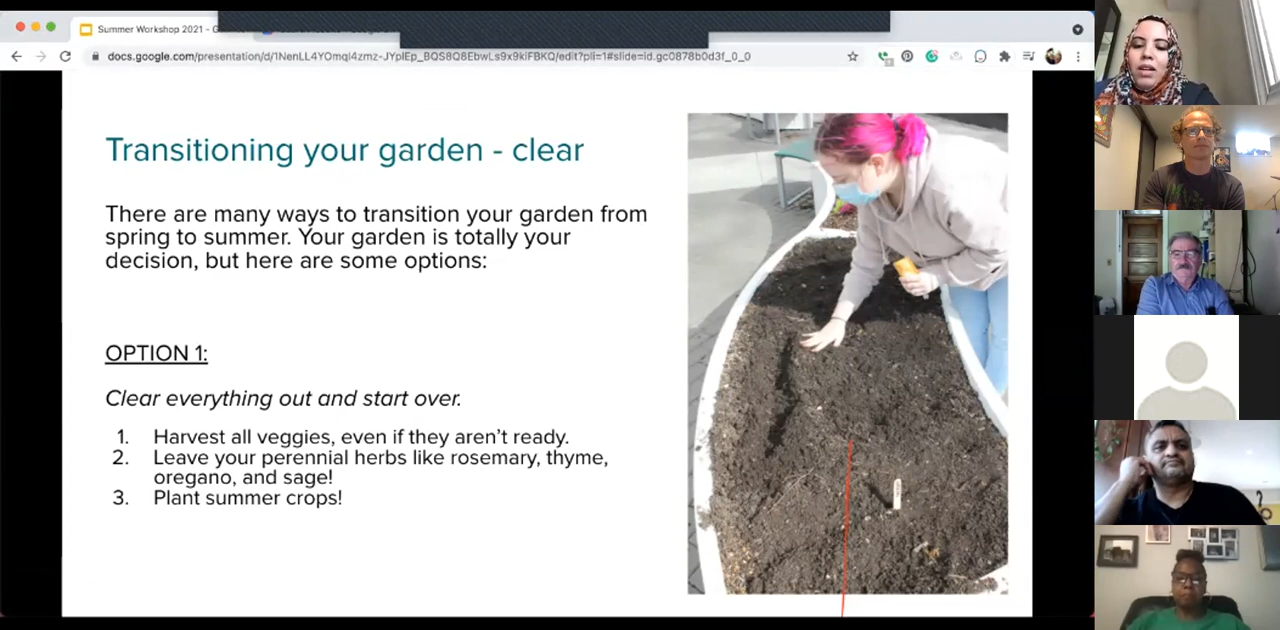 Summer Workshop 2021 - G
docs.google.com/presentation/d/1NenLL4YOmqI4zmz-JYpIEp_BQS8Q8EbwLs9x9kIFBKQ/edit?pli=1#slide=id.gc0878b0d3f_0_0
Transitioning your garden - clear
There are many ways to transition your garden from
spring to summer. Your garden is totally your
decision, but here are some options:
OPTION 1:
Clear everything out and start over.
1. Harvest all veggies, even if they aren’t ready.
2. Leave your perennial herbs like rosemary, thyme,
oregano, and sage!
3. Plant summer crops!